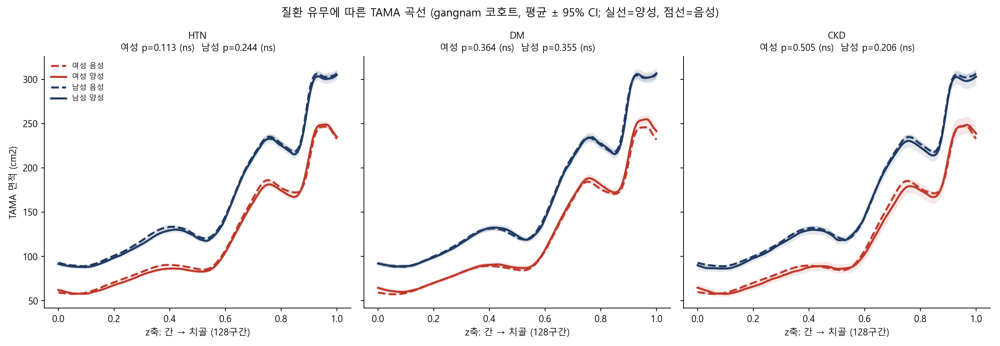 질환 유무에 따른 TAMA 곡선 (gangnam 코호트, 평균 ± 95% CI; 실선=양성, 점선=음성)
HTN
여성 p=0.113 (ns)  남성 p=0.244 (ns)
DM
여성 p=0.364 (ns)  남성 p=0.355 (ns)
CKD
여성 p=0.505 (ns)  남성 p=0.206 (ns)
여성 음성
여성 양성
남성 음성
남성 양성
TAMA 면적 (cm2)
300
250
200
150
100
50
0.0 0.2 0.4 0.6 0.8 1.0
0.0 0.2 0.4 0.6 0.8 1.0
0.0 0.2 0.4 0.6 0.8 1.0
z축: 간 → 치골 (128구간)
z축: 간 → 치골 (128구간)
z축: 간 → 치골 (128구간)